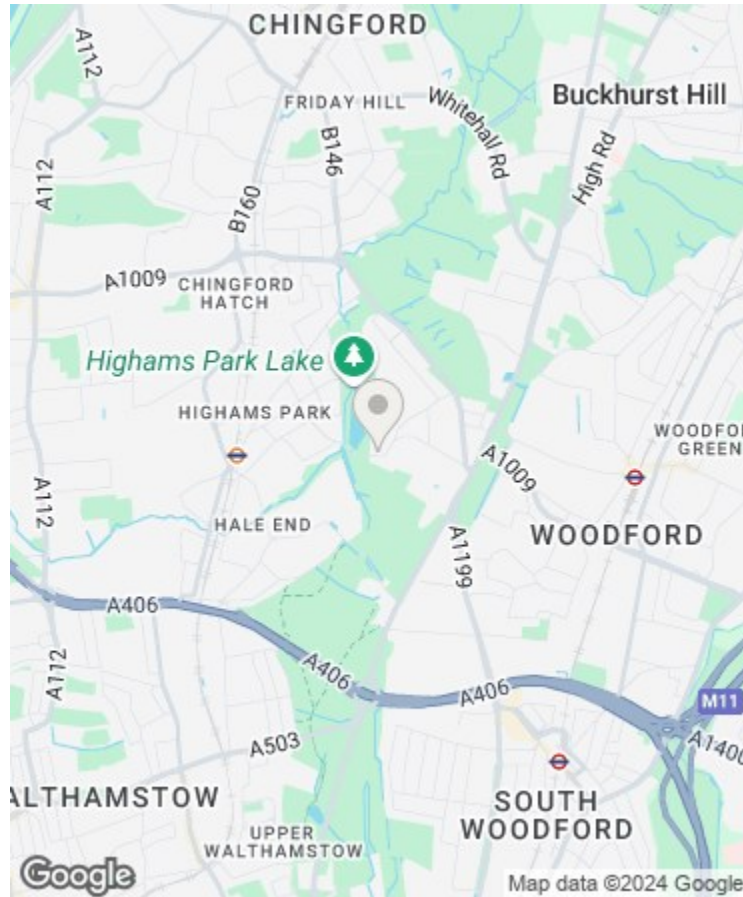 CHINGFORD
A112
FRIDAY HILL
Whitehall Rd
Buckhurst Hill
B146
High Rd
A112
B160
A1009
CHINGFORD
HATCH
Highams Park Lake
HIGHAMS PARK
WOODFO
GREEN
A1009
A112
HALE END
WOODFORD
A1199
A406
A406
A406
M11
A112
A503
A1400
ALTHAMSTOW
SOUTH
WOODFORD
UPPER
WALTHAMSTOW
Google
Map data ©2024 Google